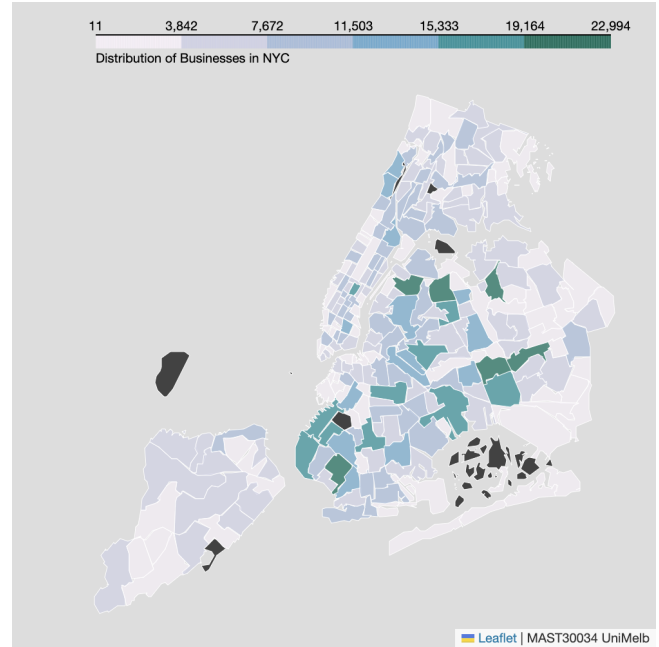 11 3,842 7,672 11,503 15,333 19,164 22,994
Distribution of Businesses in NYC
Leaflet | MAST30034 UniMelb